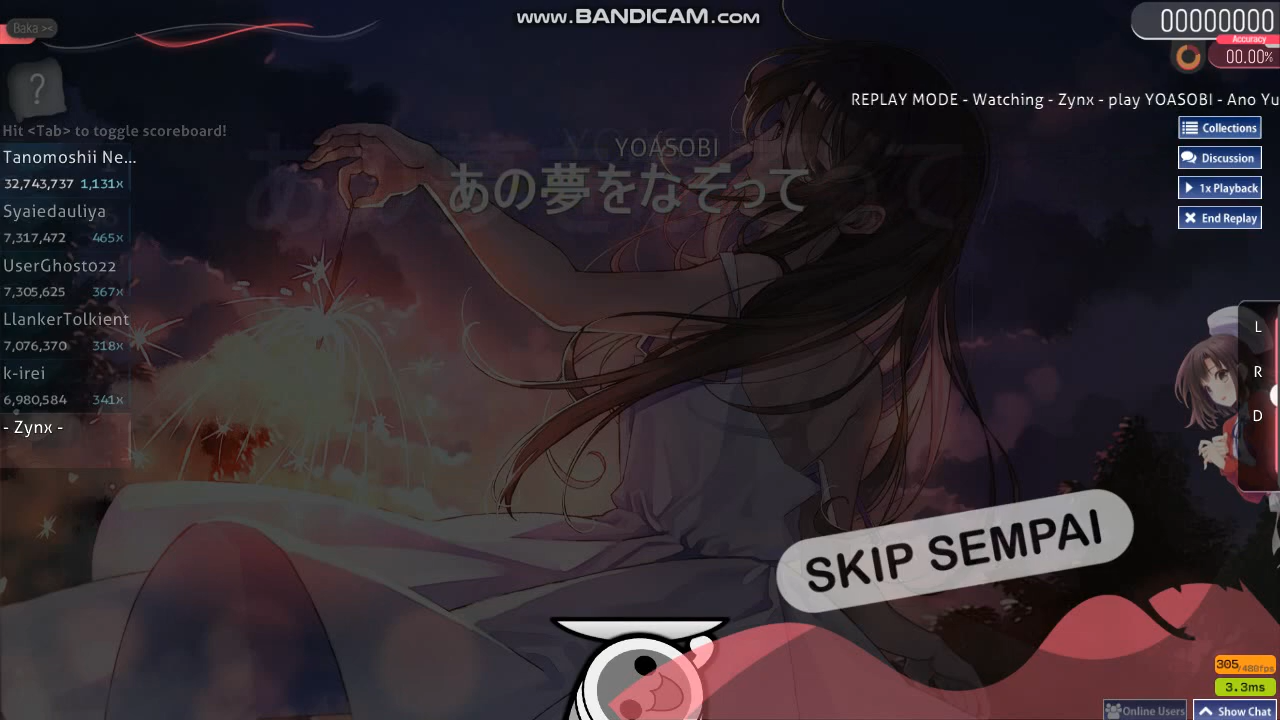 www.BANDICAM.com
Baka ><
00000000
Accuracy
00.00%
?
REPLAY MODE - Watching - Zynx - play YOASOBI - Ano Yu
Hit <Tab> to toggle scoreboard!
Collections
Discussion
1x Playback
End Replay
YOASOBI
あの夢をなぞって
Tanomoshii Ne...
32,743,737 1,131x
Syaiedauliya
7,317,472 465x
UserGhosto22
7,305,625 367x
LlankerTolkient
7,076,370 318x
k-irei
6,980,584 341x
- Zynx -
L
R
D
SKIP SEMPAI
305/480fps
3.3ms
Online Users
Show Chat